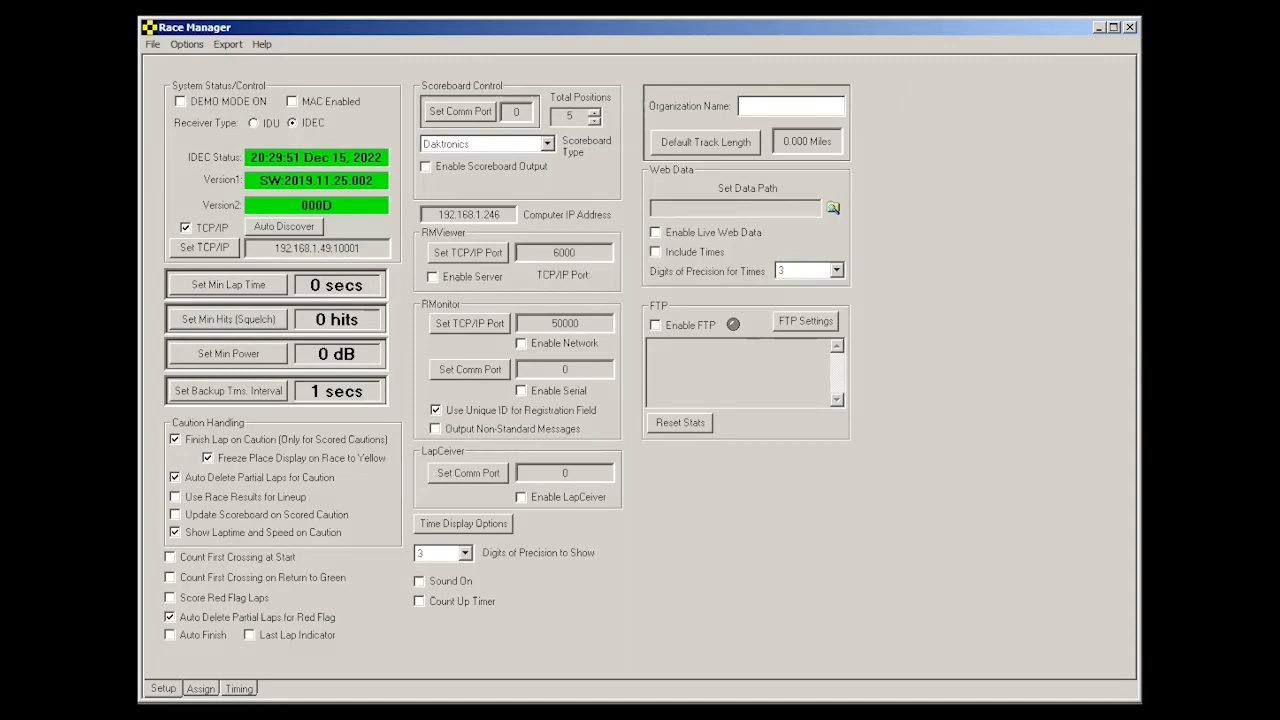 Race Manager
File Options Export Help
System Status/Control
DEMO MODE ON MAC Enabled
Receiver Type: IDU IDEC
IDEC Status: 20:29:51 Dec 15, 2022
Version1: SW:2019.11.25.002
Version2: 000D
TCP/IP Auto Discover
Set TCP/IP 192.168.1.49:10001
Set Min Lap Time 0 secs
Set Min Hits (Squelch) 0 hits
Set Min Power 0 dB
Set Backup Trns. Interval 1 secs
Caution Handling
Finish Lap on Caution (Only for Scored Cautions)
Freeze Place Display on Race to Yellow
Auto Delete Partial Laps for Caution
Use Race Results for Lineup
Update Scoreboard on Scored Caution
Show Laptime and Speed on Caution
Count First Crossing at Start
Count First Crossing on Return to Green
Score Red Flag Laps
Auto Delete Partial Laps for Red Flag
Auto Finish Last Lap Indicator
Scoreboard Control
Set Comm Port 0
Total Positions
5
Daktronics
Scoreboard
Type
Enable Scoreboard Output
192.168.1.246 Computer IP Address
RMViewer
Set TCP/IP Port 6000
Enable Server TCP/IP Port:
RMonitor
Set TCP/IP Port 50000
Enable Network
Set Comm Port 0
Enable Serial
Use Unique ID for Registration Field
Output Non-Standard Messages
LapCeiver
Set Comm Port 0
Enable LapCeiver
Time Display Options
3 Digits of Precision to Show
Sound On
Count Up Timer
Organization Name:
Default Track Length 0.000 Miles
Web Data
Set Data Path
Enable Live Web Data
Include Times
Digits of Precision for Times 3
FTP
Enable FTP FTP Settings
Reset Stats
Setup Assign Timing